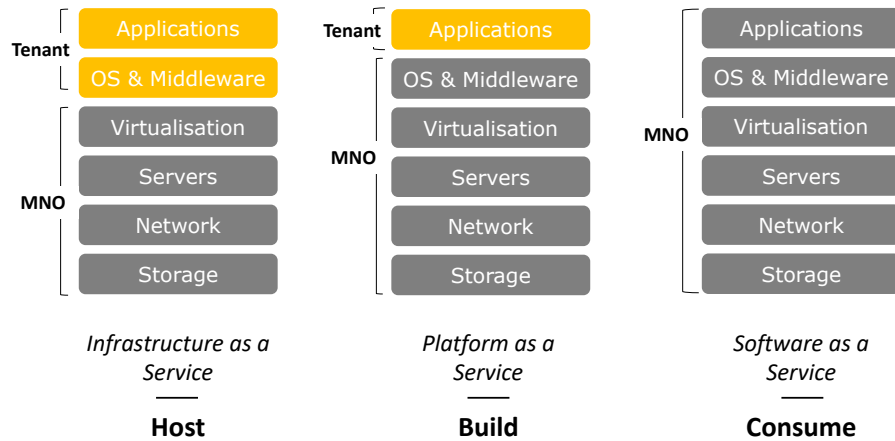 Tenant
Applications
OS & Middleware
MNO
Virtualisation
Servers
Network
Storage
Infrastructure as a
Service
Host
Tenant
Applications
MNO
OS & Middleware
Virtualisation
Servers
Network
Storage
Platform as a
Service
Build
MNO
Applications
OS & Middleware
Virtualisation
Servers
Network
Storage
Software as a
Service
Consume